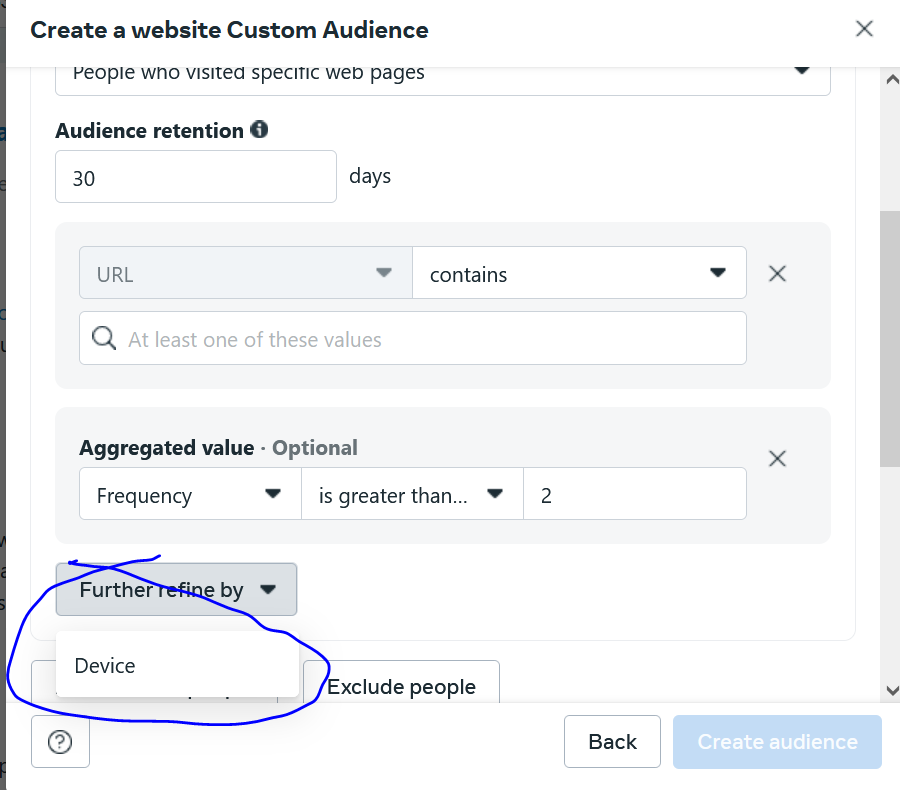 Create a website Custom Audience
People who visited specific web pages
Audience retention
30 days
URL contains
At least one of these values
Aggregated value · Optional
Frequency is greater than... 2
Further refine by
Device
Exclude people
? Back Create audience